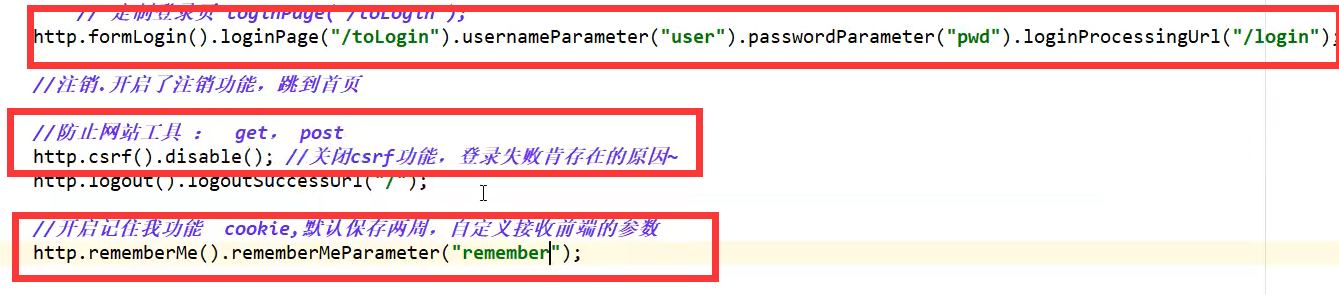 // 定制登录页 loginPage("/toLogin");
http.formLogin().loginPage("/toLogin").usernameParameter("user").passwordParameter("pwd").loginProcessingUrl("/login");
//注销.开启了注销功能，跳到首页
//防止网站工具 ： get， post
http.csrf().disable(); //关闭csrf功能，登录失败肯存在的原因~
http.logout().logoutSuccessUrl("/");
//开启记住我功能 cookie,默认保存两周，自定义接收前端的参数
http.rememberMe().rememberMeParameter("remember");